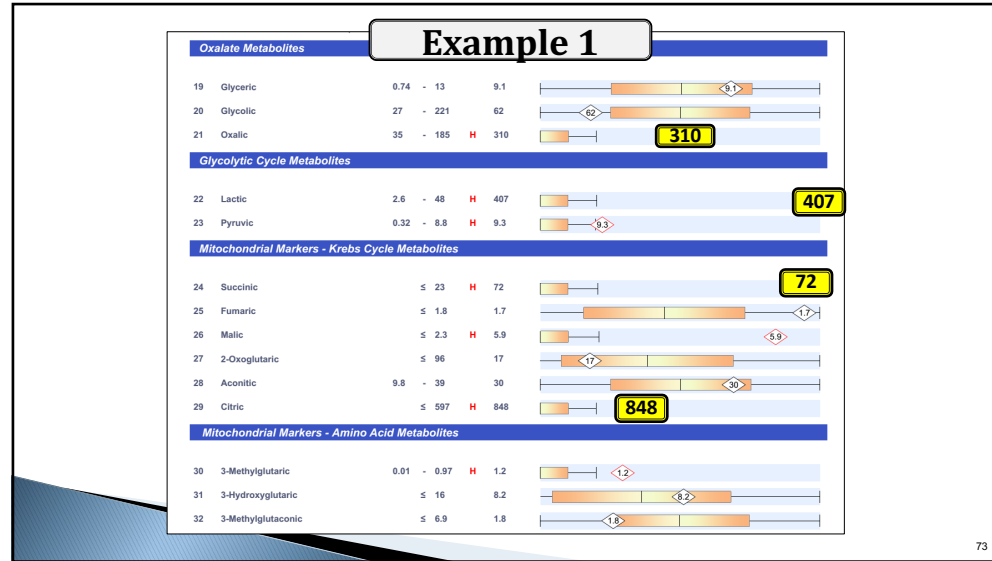 Example 1
Oxalate Metabolites
19 Glyceric 0.74 - 13 9.1 9.1
20 Glycolic 27 - 221 62 62
21 Oxalic 35 - 185 H 310 310
Glycolytic Cycle Metabolites
22 Lactic 2.6 - 48 H 407 407
23 Pyruvic 0.32 - 8.8 H 9.3 9.3
Mitochondrial Markers - Krebs Cycle Metabolites
24 Succinic ≤ 23 H 72 72
25 Fumaric ≤ 1.8 1.7 1.7
26 Malic ≤ 2.3 H 5.9 5.9
27 2-Oxoglutaric ≤ 96 17 17
28 Aconitic 9.8 - 39 30 30
29 Citric ≤ 597 H 848 848
Mitochondrial Markers - Amino Acid Metabolites
30 3-Methylglutaric 0.01 - 0.97 H 1.2 1.2
31 3-Hydroxyglutaric ≤ 16 8.2 8.2
32 3-Methylglutaconic ≤ 6.9 1.8 1.8
73